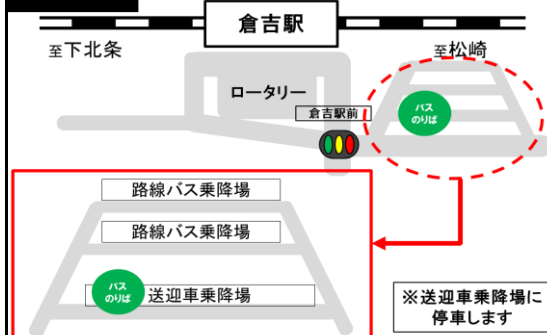 倉吉駅
至下北条
至松崎
ロータリー
倉吉駅前
バス
のりば
路線バス乗降場
路線バス乗降場
バス
のりば
送迎車乗降場
※送迎車乗降場に
停車します